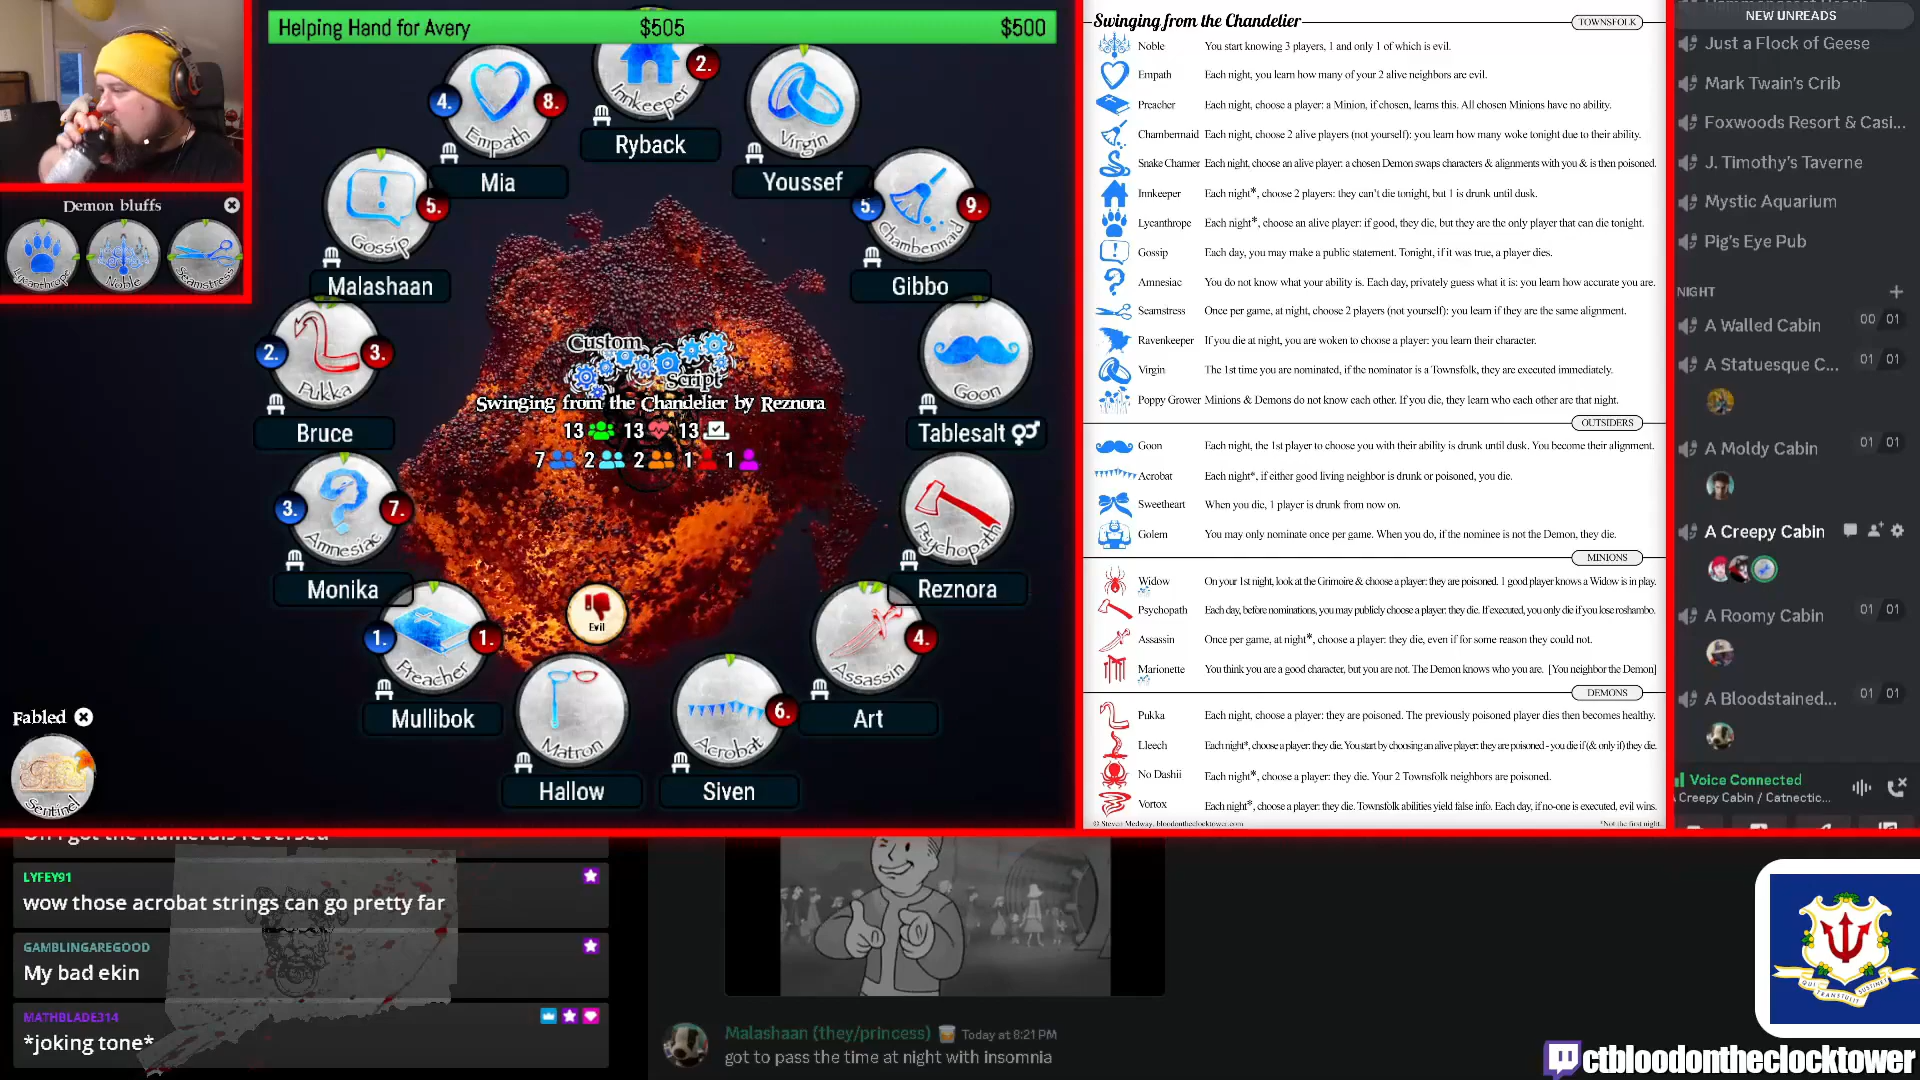 Helping Hand for Avery $505 $500
Demon bluffs
Lycanthrope
Noble
Seamstress
Innkeeper
2.
Ryback
4.
Empath
8.
Mia
Virgin
Youssef
Gossip
5.
Malashaan
5.
Chambermaid
9.
Gibbo
2.
Pukka
3.
Bruce
Goon
Tablesalt
Custom
Script
Swinging from the Chandelier by Reznora
13 13 13
7 2 2 1 1
3.
Amnesiac
7.
Monika
Psychopath
Reznora
1.
Preacher
1.
Mullibok
Evil
Matron
Hallow
Acrobat
6.
Siven
Assassin
4.
Art
Fabled
Sentinel
Swinging from the Chandelier
TOWNSFOLK
Noble You start knowing 3 players, 1 and only 1 of which is evil.
Empath Each night, you learn how many of your 2 alive neighbors are evil.
Preacher Each night, choose a player: a Minion, if chosen, learns this. All chosen Minions have no ability.
Chambermaid Each night, choose 2 alive players (not yourself): you learn how many woke tonight due to their ability.
Snake Charmer Each night, choose an alive player: a chosen Demon swaps characters & alignments with you & is then poisoned.
Innkeeper Each night*, choose 2 players: they can't die tonight, but 1 is drunk until dusk.
Lycanthrope Each night*, choose an alive player: if good, they die, but they are the only player that can die tonight.
Gossip Each day, you may make a public statement. Tonight, if it was true, a player dies.
Amnesiac You do not know what your ability is. Each day, privately guess what it is: you learn how accurate you are.
Seamstress Once per game, at night, choose 2 players (not yourself): you learn if they are the same alignment.
Ravenkeeper If you die at night, you are woken to choose a player: you learn their character.
Virgin The 1st time you are nominated, if the nominator is a Townsfolk, they are executed immediately.
Poppy Grower Minions & Demons do not know each other. If you die, they learn who each other are that night.
OUTSIDERS
Goon Each night, the 1st player to choose you with their ability is drunk until dusk. You become their alignment.
Acrobat Each night*, if either good living neighbor is drunk or poisoned, you die.
Sweetheart When you die, 1 player is drunk from now on.
Golem You may only nominate once per game. When you do, if the nominee is not the Demon, they die.
MINIONS
Widow On your 1st night, look at the Grimoire & choose a player: they are poisoned. 1 good player knows a Widow is in play.
Psychopath Each day, before nominations, you may publicly choose a player: they die. If executed, you only die if you lose roshambo.
Assassin Once per game, at night*, choose a player: they die, even if for some reason they could not.
Marionette You think you are a good character, but you are not. The Demon knows who you are. [You neighbor the Demon]
DEMONS
Pukka Each night, choose a player: they are poisoned. The previously poisoned player dies then becomes healthy.
Lleech Each night*, choose a player: they die. You start by choosing an alive player: they are poisoned - you die if (& only if) they die.
No Dashii Each night*, choose a player: they die. Your 2 Townsfolk neighbors are poisoned.
Vortox Each night*, choose a player: they die. Townsfolk abilities yield false info. Each day, if no-one is executed, evil wins.
© Steven Medway, bloodontheclocktower.com *Not the first night
NEW UNREADS
Just a Flock of Geese
Mark Twain's Crib
Foxwoods Resort & Casi...
J. Timothy's Taverne
Mystic Aquarium
Pig's Eye Pub
NIGHT
A Walled Cabin 00 01
A Statuesque C... 01 01
A Moldy Cabin 01 01
A Creepy Cabin
A Roomy Cabin 01 01
A Bloodstained... 01 01
Voice Connected
A Creepy Cabin / Catnectic...
Oh I got the numerals reversed
LYFEY91
wow those acrobat strings can go pretty far
GAMBLINGAREGOOD
My bad ekin
MATHBLADE314
*joking tone*
Malashaan (they/princess) Today at 8:21 PM
got to pass the time at night with insomnia
QUI TRANSTULIT SUSTINET
ctbloodontheclocktower